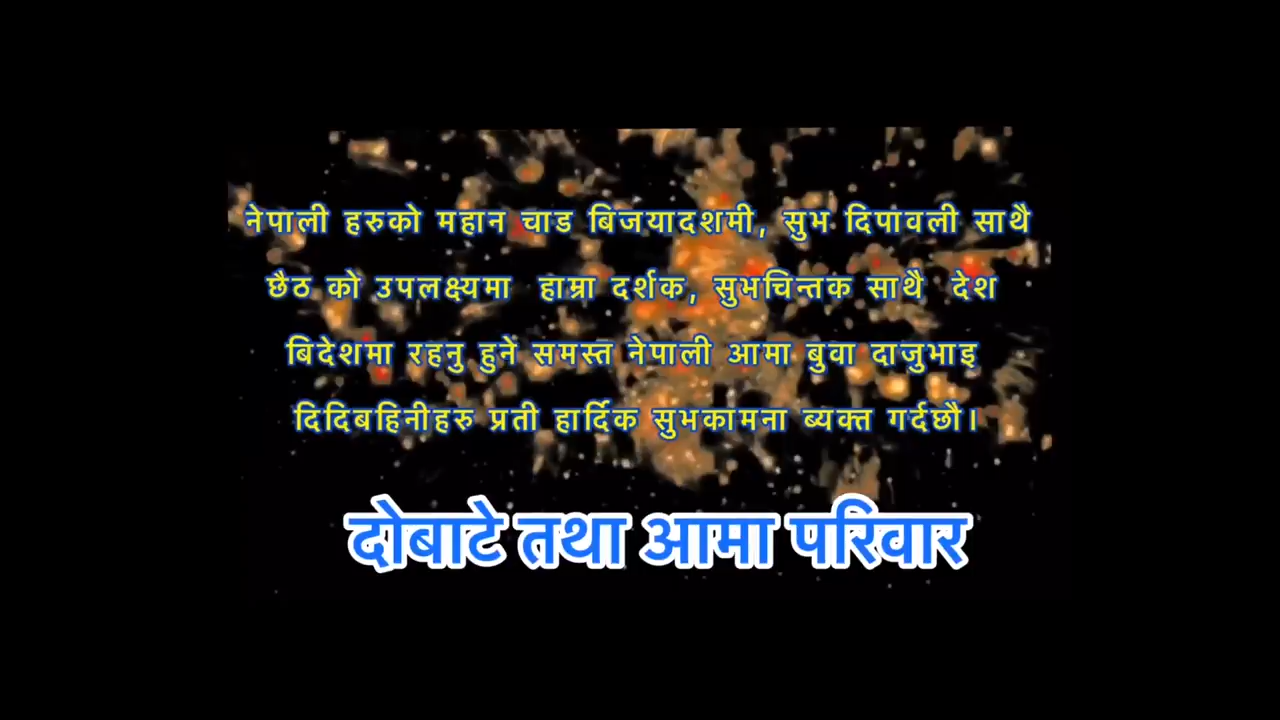 नेपाली हरुको महान चाड बिजयादशमी, सुभ दिपावली साथै
छैठ को उपलक्ष्यमा हाम्रा दर्शक, सुभचिन्तक साथै देश
बिदेशमा रहनु हुने समस्त नेपाली आमा बुवा दाजुभाइ
दिदिबहिनीहरु प्रती हार्दिक सुभकामना ब्यक्त गर्दछौ।
दोबाटे तथा आमा परिवार